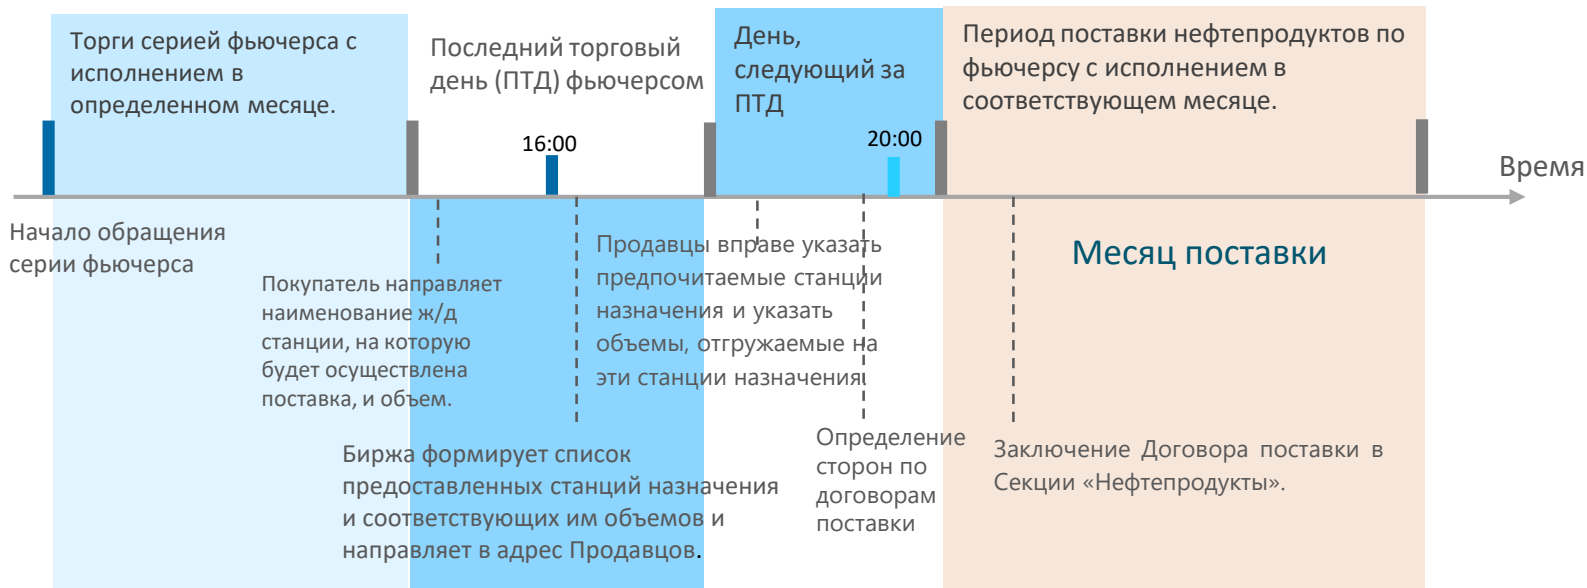 Торги серией фьючерса с
исполнением в
определенном месяце.
Последний торговый
день (ПТД) фьючерсом
День,
следующий за
ПТД
Период поставки нефтепродуктов по
фьючерсу с исполнением в
соответствующем месяце.
16:00
20:00
Время
Начало обращения
серии фьючерса
Покупатель направляет
наименование ж/д
станции, на которую
будет осуществлена
поставка, и объем.
Продавцы вправе указать
предпочитаемые станции
назначения и указать
объемы, отгружаемые на
эти станции назначения.
Месяц поставки
Биржа формирует список
предоставленных станций назначения
и соответствующих им объемов и
направляет в адрес Продавцов.
Определение
сторон по
договорам
поставки
Заключение Договора поставки в
Секции «Нефтепродукты».